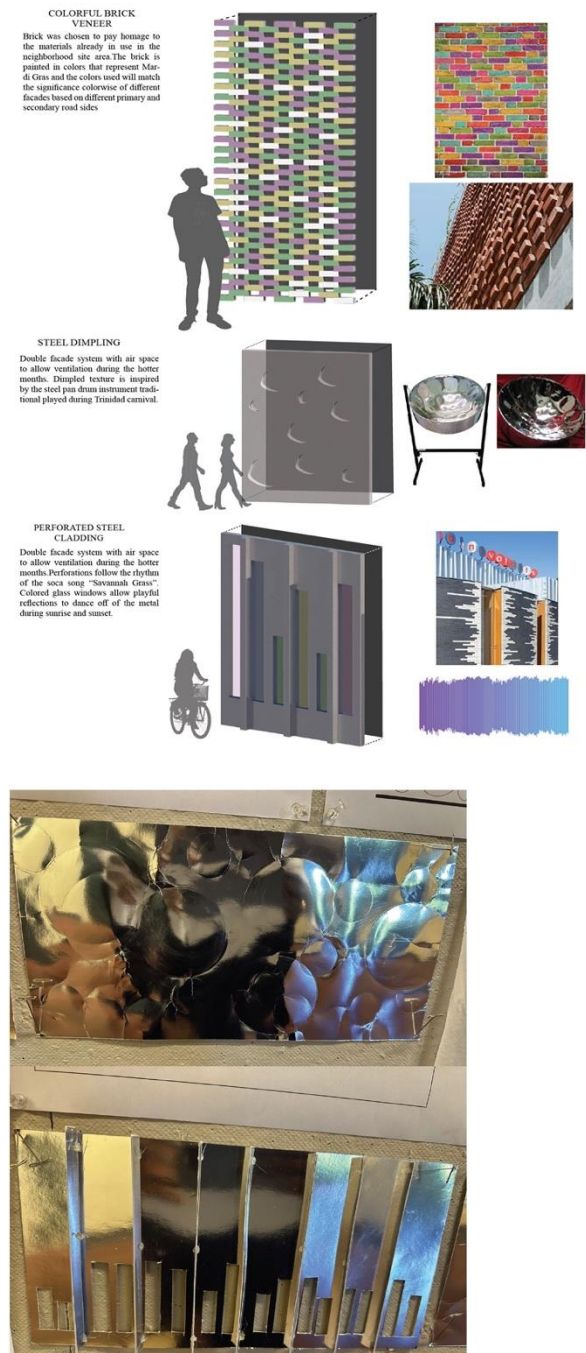 COLORFUL BRICK
VENEER
Brick was chosen to pay homage to
the materials already in use in the
neighborhood site area.The brick is
painted in colors that represent Mar-
di Gras and the colors used will match
the significance colorwise of different
facades based on different primary and
secondary road sides
STEEL DIMPLING
Double facade system with air space
to allow ventilation during the hotter
months. Dimpled texture is inspired
by the steel pan drum instrument tradi-
tional played during Trinidad carnival.
PERFORATED STEEL
CLADDING
Double facade system with air space
to allow ventilation during the hotter
months.Perforations follow the rhythm
of the soca song “Savannah Grass”.
Colored glass windows allow playful
reflections to dance off of the metal
during sunrise and sunset.